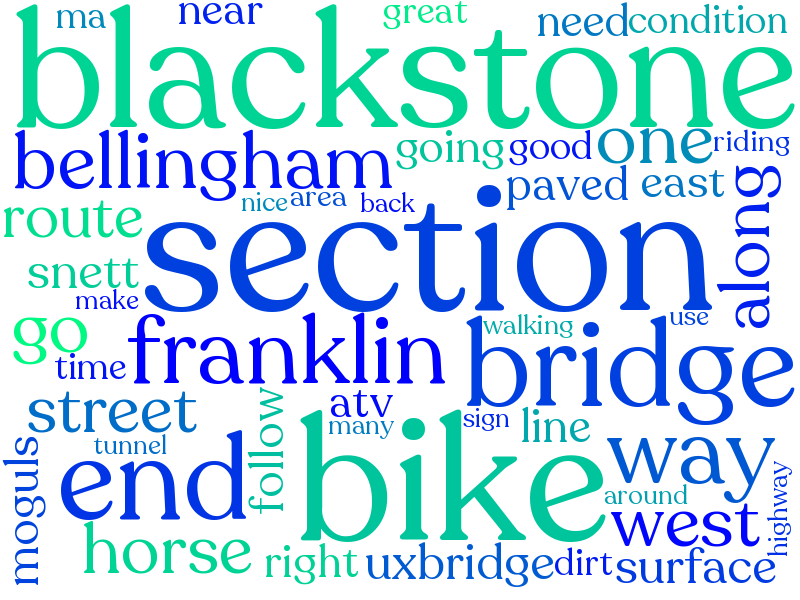 ma near great need condition
blackstone
bellingham going good one riding
nice area back paved east
route section along
snett
make
go franklin walking use
time bridge
street atv
many sign line
tunnel follow
end bike way
moguls around highway
west
horse right uxbridge dirt surface